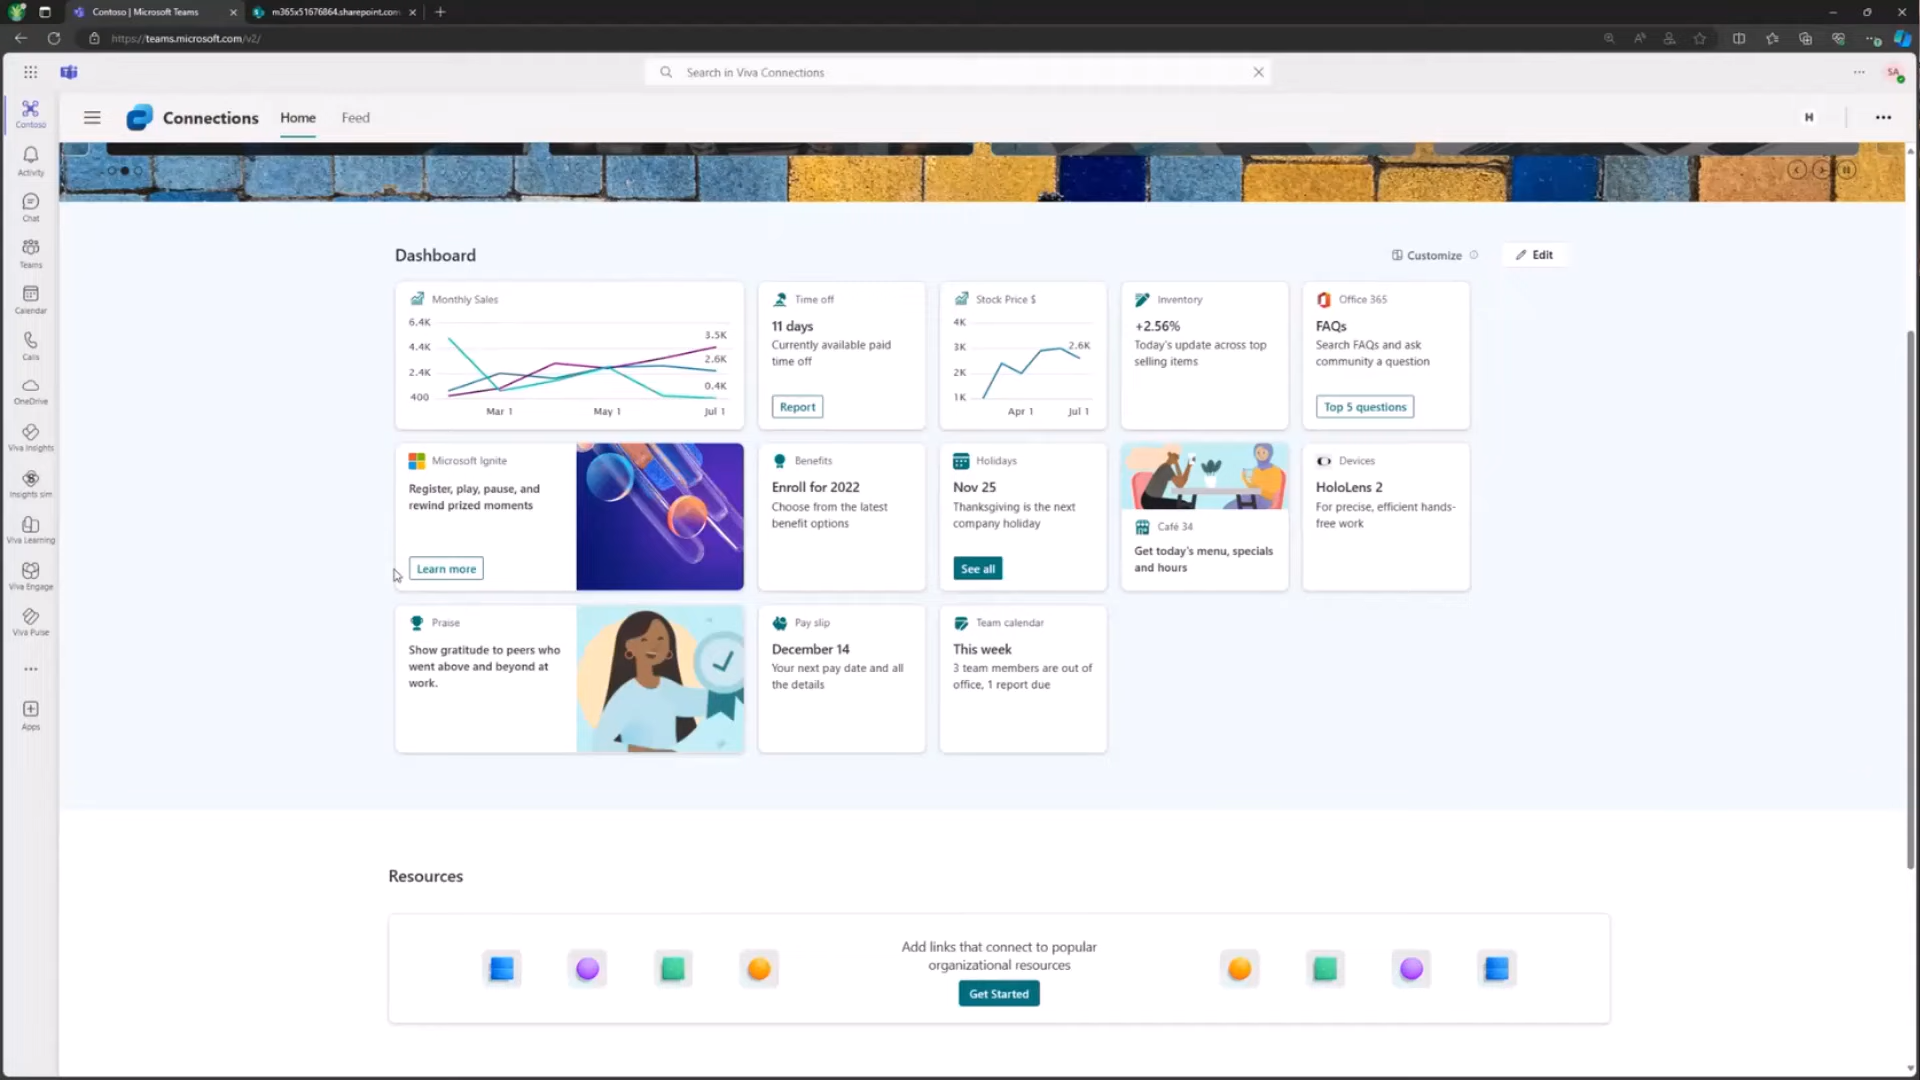 Contoso | Microsoft Teams
m365x51676864.sharepoint.com
https://teams.microsoft.com/v2/
Search in Viva Connections
SA
Connections
Home
Feed
H
Contoso
Activity
Chat
Teams
Calendar
Calls
OneDrive
Viva Insights
Insights sim
Viva Learning
Viva Engage
Viva Pulse
Apps
Dashboard
Customize
Edit
Monthly Sales
6.4K
4.4K
2.4K
400
3.5K
2.6K
0.4K
Mar 1
May 1
Jul 1
Time off
11 days
Currently available paid
time off
Report
Stock Price $
4K
3K
2K
1K
2.6K
Apr 1
Jul 1
Inventory
+2.56%
Today's update across top
selling items
Office 365
FAQs
Search FAQs and ask
community a question
Top 5 questions
Microsoft Ignite
Register, play, pause, and
rewind prized moments
Learn more
Benefits
Enroll for 2022
Choose from the latest
benefit options
Holidays
Nov 25
Thanksgiving is the next
company holiday
See all
Café 34
Get today's menu, specials
and hours
Devices
HoloLens 2
For precise, efficient hands-
free work
Praise
Show gratitude to peers who
went above and beyond at
work.
Pay slip
December 14
Your next pay date and all
the details
Team calendar
This week
3 team members are out of
office, 1 report due
Resources
Add links that connect to popular
organizational resources
Get Started